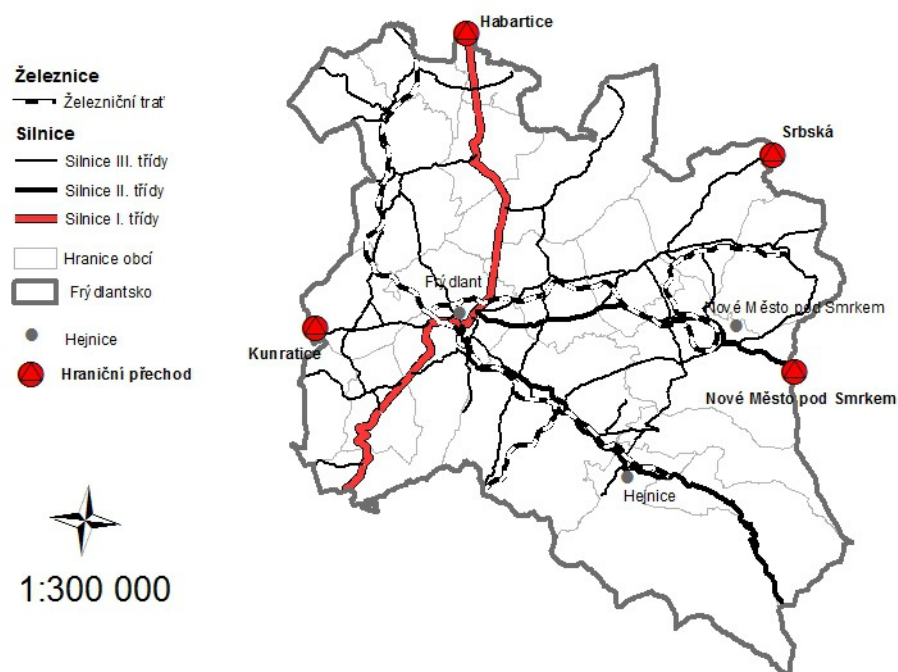 Železnice
Železniční trať
Silnice
Silnice III. třídy
Silnice II. třídy
Silnice I. třídy
Hranice obcí
Frýdlantsko
Hejnice
Hraniční přechod
1:300 000
Habartice
Srbská
Frýdlant
Nové Město pod Smrkem
Kunratice
Nové Město pod Smrkem
Hejnice